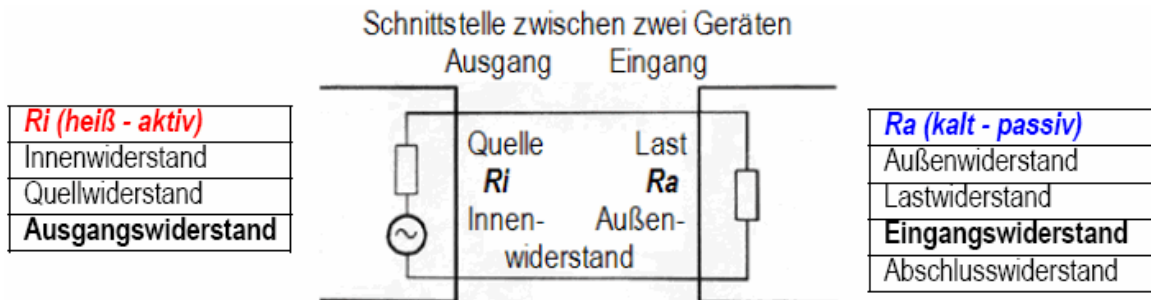 Schnittstelle zwischen zwei Geräten
Ausgang Eingang
Ri (heiß - aktiv)
Innenwiderstand
Quellwiderstand
Ausgangswiderstand
Quelle Last
Ri Ra
Innen- Außen-
widerstand
Ra (kalt - passiv)
Außenwiderstand
Lastwiderstand
Eingangswiderstand
Abschlusswiderstand